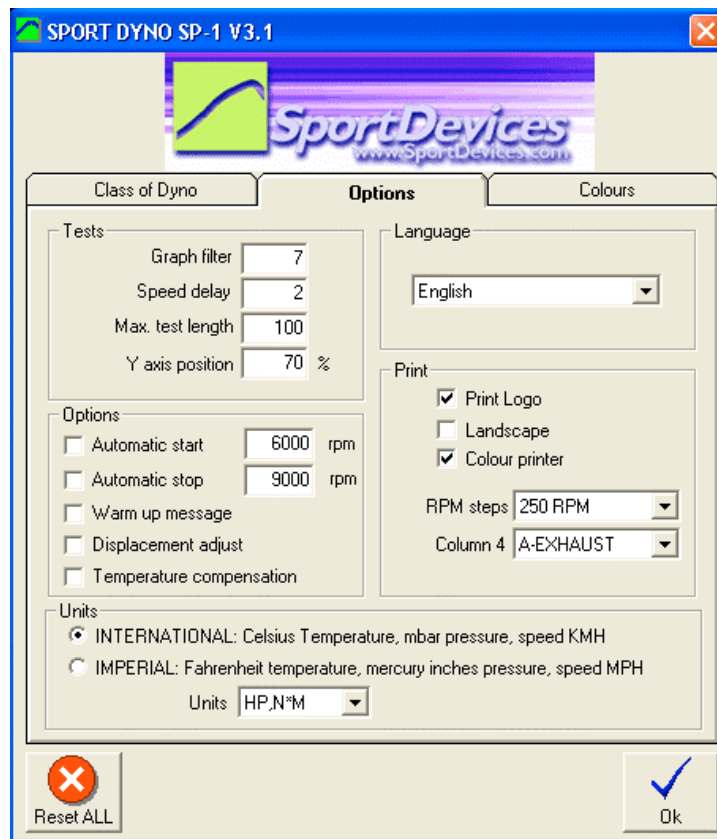 SPORT DYNO SP-1 V3.1
SportDevices
www.SportDevices.com
Class of Dyno
Options
Colours
Tests
Graph filter 7
Speed delay 2
Max. test length 100
Y axis position 70 %
Language
English
Options
Automatic start 6000 rpm
Automatic stop 9000 rpm
Warm up message
Displacement adjust
Temperature compensation
Print
Print Logo
Landscape
Colour printer
RPM steps 250 RPM
Column 4 A-EXHAUST
Units
INTERNATIONAL: Celsius Temperature, mbar pressure, speed KMH
IMPERIAL: Fahrenheit temperature, mercury inches pressure, speed MPH
Units HP,N*M
Reset ALL
Ok